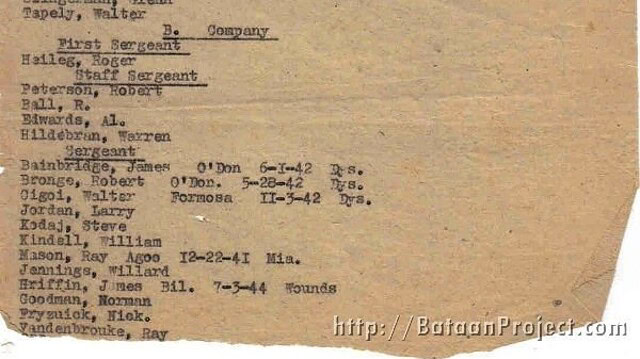 Tapely, Walter
B. Company
First Sergeant
Heileg, Roger
Staff Sergeant
Peterson, Robert
Ball, R.
Edwards, Al.
Hildebran, Warren
Sergeant
Bainbridge, James O'Don 6-1-42 Dys.
Bronge, Robert O'Don. 5-28-42 Dys.
Cigoi, Walter Formosa 11-3-42 Dys.
Jordan, Larry
Kodaj, Steve
Kindell, William
Mason, Ray Agoo 12-22-41 Mia.
Jennings, Willard
Hriffin, James Bil. 7-3-44 Wounds
Goodman, Norman
Fryzuick, Nick.
Vandenbrouke, Ray
http://BataanProject.com